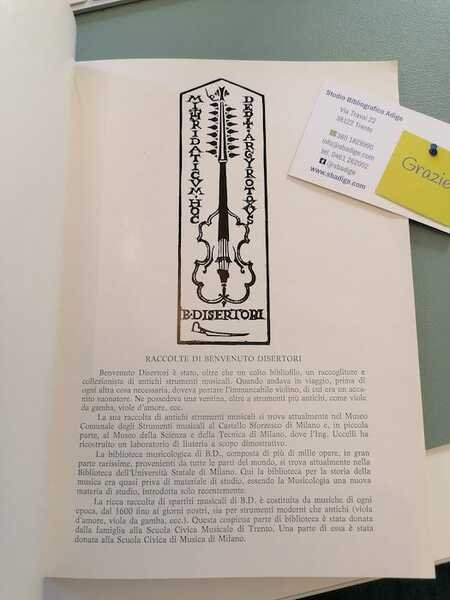 MITHRIDATICVM·HOC
B·DISERTORI
Studio Bibliografico Adige
Via Travai 22
38122 Trento
info@sbadige.com
tel. 0461 262092
@sbadige
www.sbadige.com
Grazie
RACCOLTE DI BENVENUTO DISERTORI
Benvenuto Disertori è stato, oltre che un colto bibliofilo, un raccoglitore e
collezionista di antichi strumenti musicali. Quando andava in viaggio, prima di
ogni altra cosa necessaria, doveva portare l'immancabile violino, di cui era un acca-
nito suonatore. Ne possedeva una ventina, oltre a strumenti più antichi, come viole
da gamba, viole d'amore, ecc.
La sua raccolta di antichi strumenti musicali si trova attualmente nel Museo
Comunale degli Strumenti musicali al Castello Sforzesco di Milano e, in piccola
parte, al Museo della Scienza e della Tecnica di Milano, dove l'Ing. Uccelli ha
ricostruito un laboratorio di liuteria a scopo dimostrativo.
La biblioteca musicologica di B.D., composta di più di mille opere, in gran
parte rarissime, provenienti da tutte le parti del mondo, si trova attualmente nella
Biblioteca dell'Università Statale di Milano. Qui la biblioteca per la storia della
musica era quasi priva di materiale di studio, essendo la Musicologia una nuova
materia di studio, introdotta solo recentemente.
La ricca raccolta di spartiti musicali di B.D. è costituita da musiche di ogni
epoca, dal 1600 fino ai giorni nostri, sia per strumenti moderni che antichi (viola
d'amore, viola da gamba, ecc.). Questa cospicua parte di biblioteca è stata donata
dalla famiglia alla Scuola Civica Musicale di Trento. Una parte di essa è stata
donata alla Scuola Civica di Musica di Milano.